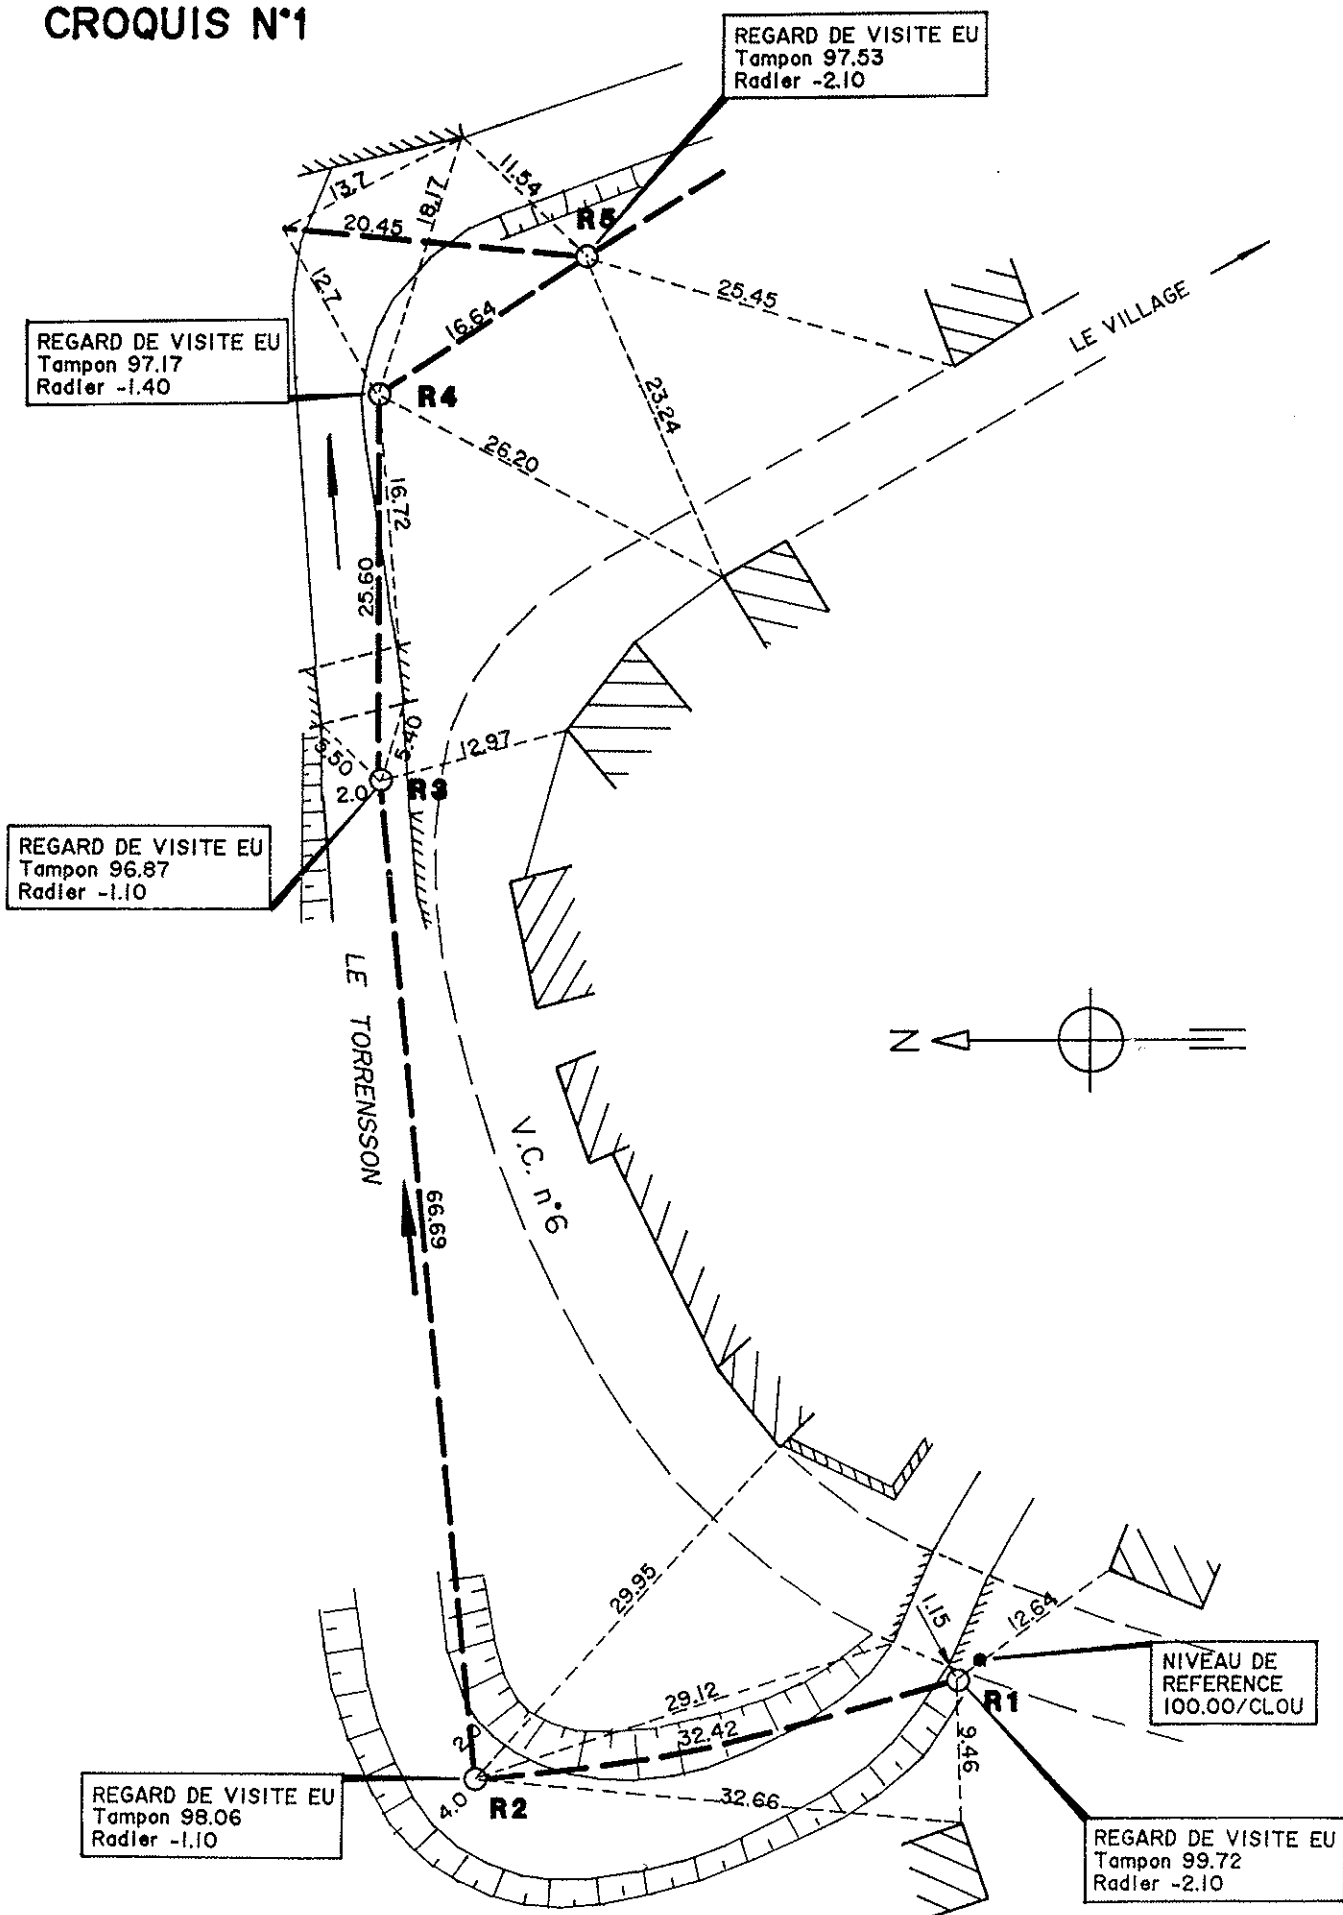 CROQUIS N°1
REGARD DE VISITE EU
Tampon 97.53
Radier -2.10
11.54
13.7
18.17
20.45
R5
12.7
25.45
16.64
LE VILLAGE
REGARD DE VISITE EU
Tampon 97.17
Radier -1.40
R4
23.24
26.20
16.72
25.60
5.40
12.97
6.50
2.0
R3
REGARD DE VISITE EU
Tampon 96.87
Radier -1.10
LE TORRENSSON
N
V.C. n°6
66.69
29.95
1.15
12.64
NIVEAU DE
REFERENCE
100.00/CLOU
29.12
R1
32.42
2.0
9.46
REGARD DE VISITE EU
Tampon 98.06
Radier -1.10
4.0
R2
32.66
REGARD DE VISITE EU
Tampon 99.72
Radier -2.10